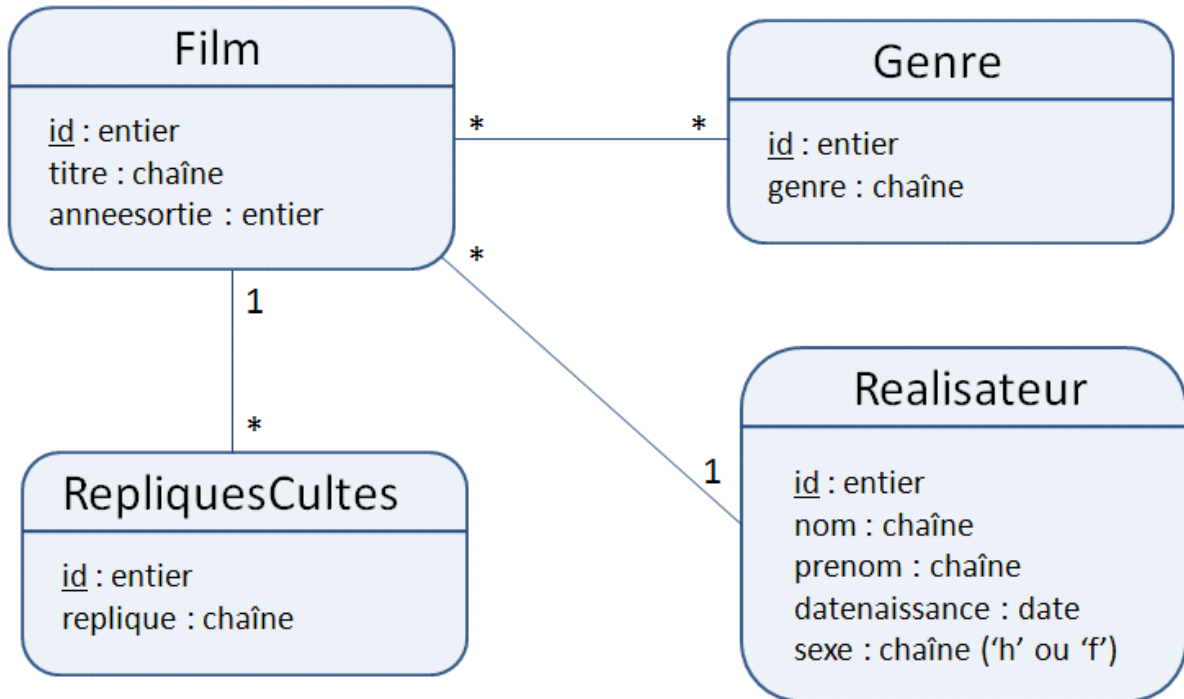 Film
id : entier
titre : chaîne
anneesortie : entier
*
*
Genre
id : entier
genre : chaîne
*
1
1
*
RepliquesCultes
id : entier
replique : chaîne
Realisateur
id : entier
nom : chaîne
prenom : chaîne
datenaissance : date
sexe : chaîne (‘h’ ou ‘f’)